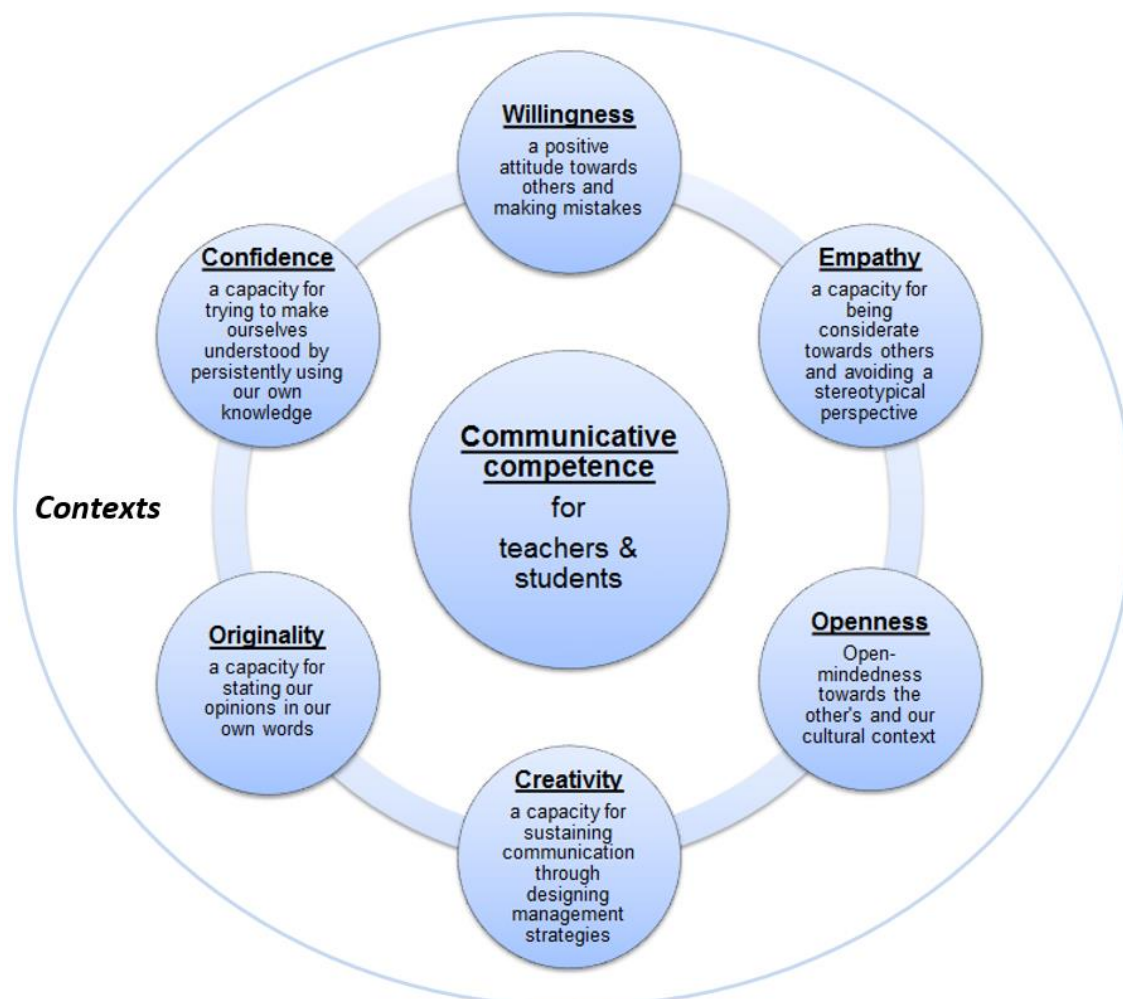 Willingness
a positive
attitude towards
others and
making mistakes
Confidence
a capacity for
trying to make
ourselves
understood by
persistently using
our own
knowledge
Empathy
a capacity for
being
considerate
towards others
and avoiding a
stereotypical
perspective
Communicative
competence
for
teachers &
students
Contexts
Originality
a capacity for
stating our
opinions in our
own words
Openness
Open-
mindedness
towards the
other's and our
cultural context
Creativity
a capacity for
sustaining
communication
through
designing
management
strategies